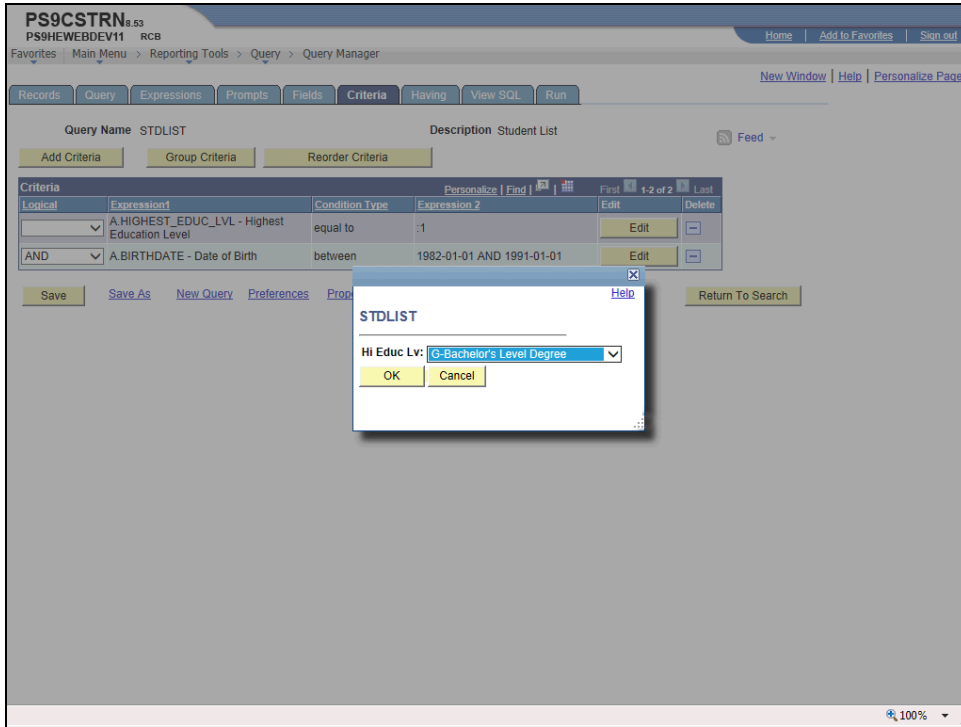 PS9CSTRN8.53
PS9HEWEBDEV11 RCB
Home | Add to Favorites | Sign out
Favorites Main Menu > Reporting Tools > Query > Query Manager
New Window | Help | Personalize Page
Records Query Expressions Prompts Fields Criteria Having View SQL Run
Query Name STDLIST Description Student List
Feed
Add Criteria Group Criteria Reorder Criteria
Criteria Personalize | Find | First 1-2 of 2 Last
Logical Expression1 Condition Type Expression 2 Edit Delete
A.HIGHEST_EDUC_LVL - Highest Education Level equal to :1 Edit
AND A.BIRTHDATE - Date of Birth between 1982-01-01 AND 1991-01-01 Edit
Save Save As New Query Preferences Prope Return To Search
Help
STDLIST
Hi Educ Lv: G-Bachelor's Level Degree
OK Cancel
100%